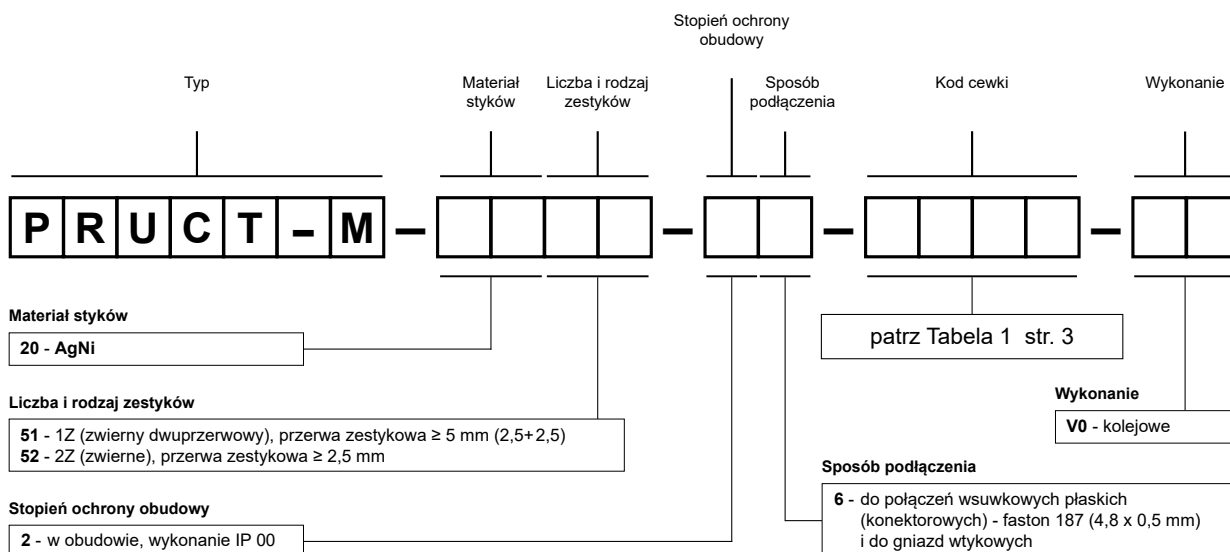 Stopień ochrony
obudowy
Typ
Materiał
styków
Liczba i rodzaj
zestyków
Sposób
podłączenia
Kod cewki
Wykonanie
PRUCT-M – – – –
Materiał styków
20 - AgNi
patrz Tabela 1 str. 3
Liczba i rodzaj zestyków
51 - 1Z (zwierny dwuprzerwowy), przerwa zestykowa ≥ 5 mm (2,5+2,5)
52 - 2Z (zwierne), przerwa zestykowa ≥ 2,5 mm
Wykonanie
V0 - kolejowe
Stopień ochrony obudowy
2 - w obudowie, wykonanie IP 00
Sposób podłączenia
6 - do połączeń wsuwkowych płaskich
(konektorowych) - faston 187 (4,8 x 0,5 mm)
i do gniazd wtykowych